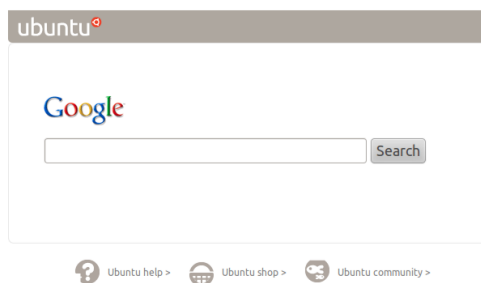 ubuntu
Google
Search
Ubuntu help >
Ubuntu shop >
Ubuntu community >